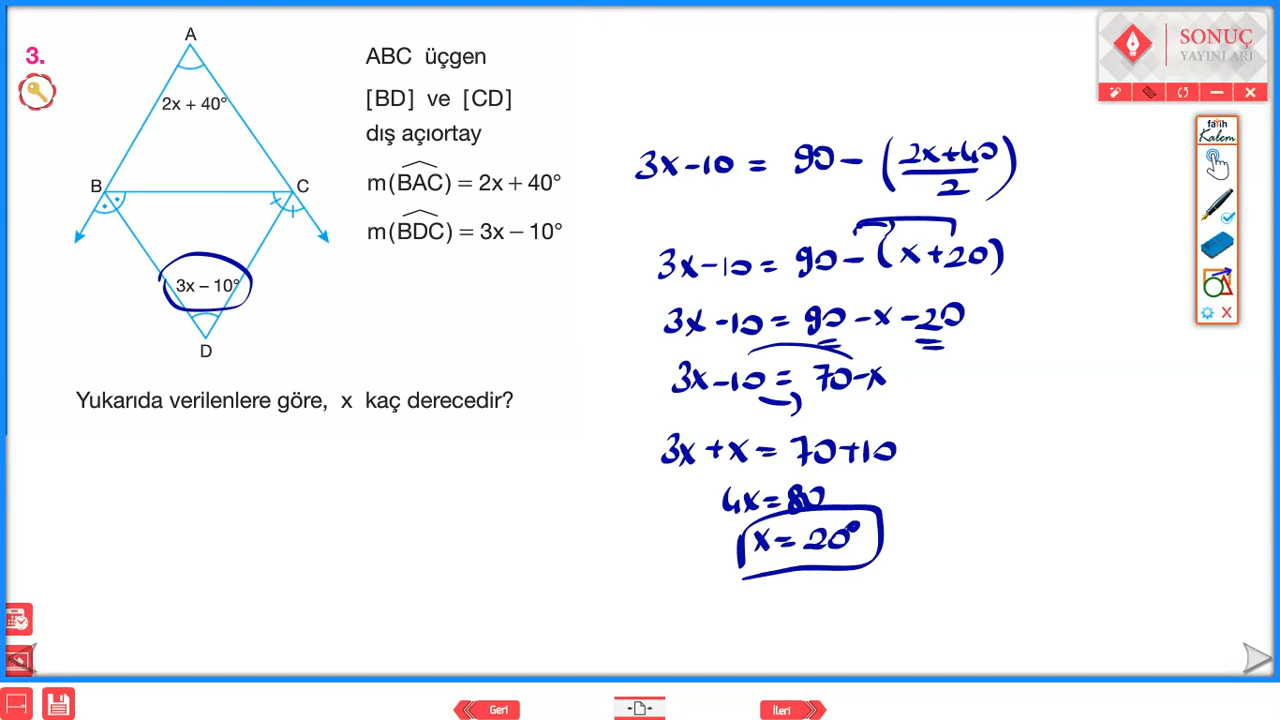 3.
A
2x + 40°
B
C
3x – 10°
D
ABC üçgen
[BD] ve [CD]
dış açıortay
m(BAC) = 2x + 40°
m(BDC) = 3x – 10°
Yukarıda verilenlere göre, x kaç derecedir?
3x-10 = 90 - (2x+40/2)
3x-10 = 90 - (x+20)
3x-10 = 90 - x - 20
3x-10 = 70-x
3x + x = 70+10
4x = 80
x = 20°
SONUÇ
YAYINLARI
fatih
Kalem
Geri
İleri